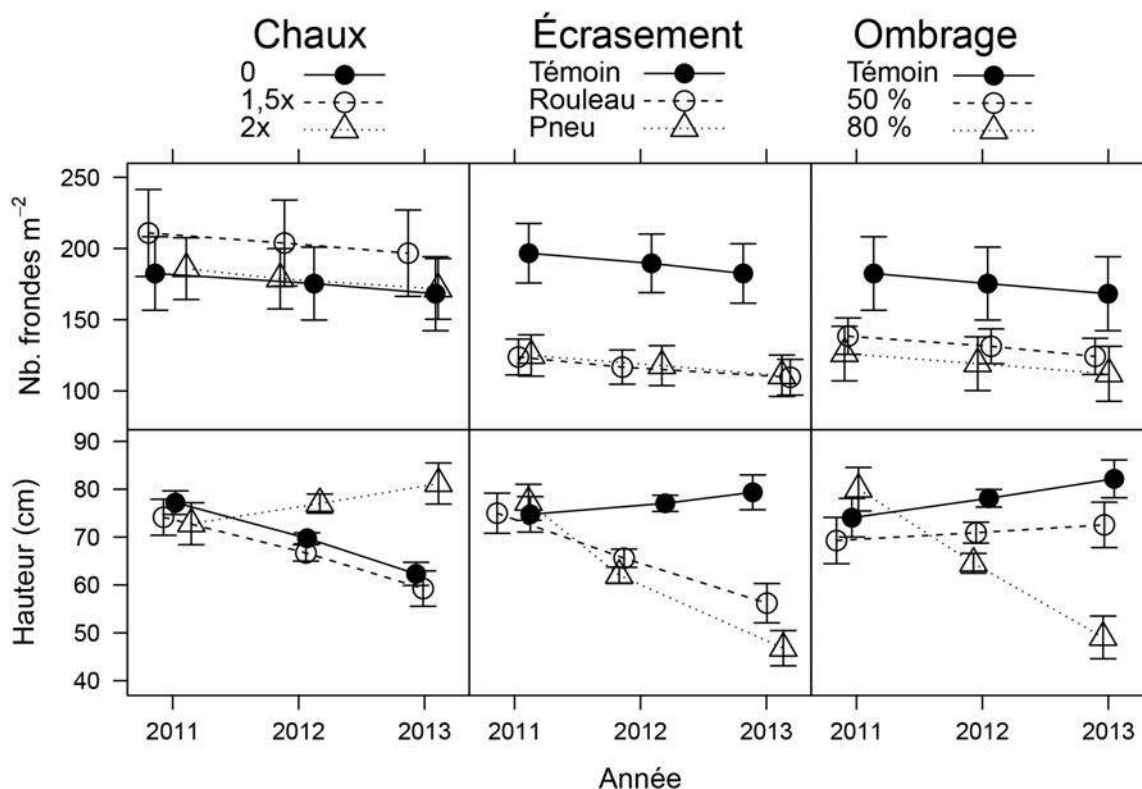 Chaux Écrasement Ombrage
0 Témoin Témoin
1,5x Rouleau 50 %
2x Pneu 80 %
250
200
150
100
Nb. frondes m⁻²
90
80
70
60
50
40
Hauteur (cm)
2011 2012 2013 2011 2012 2013 2011 2012 2013
Année